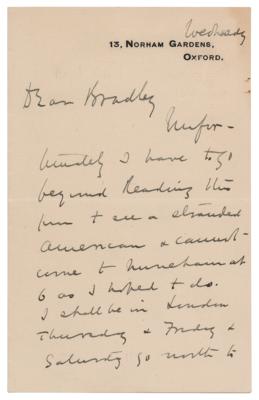 Wednesday
13, NORHAM GARDENS,
OXFORD.
Dear Bradley
Unfor-
tunately I have to go
beyond Reading this
pm & see a stranded
American & cannot
come to Nuneham at
6 as I hoped to do.
I shall be in London
Thursday & Friday &
Saturday go north to